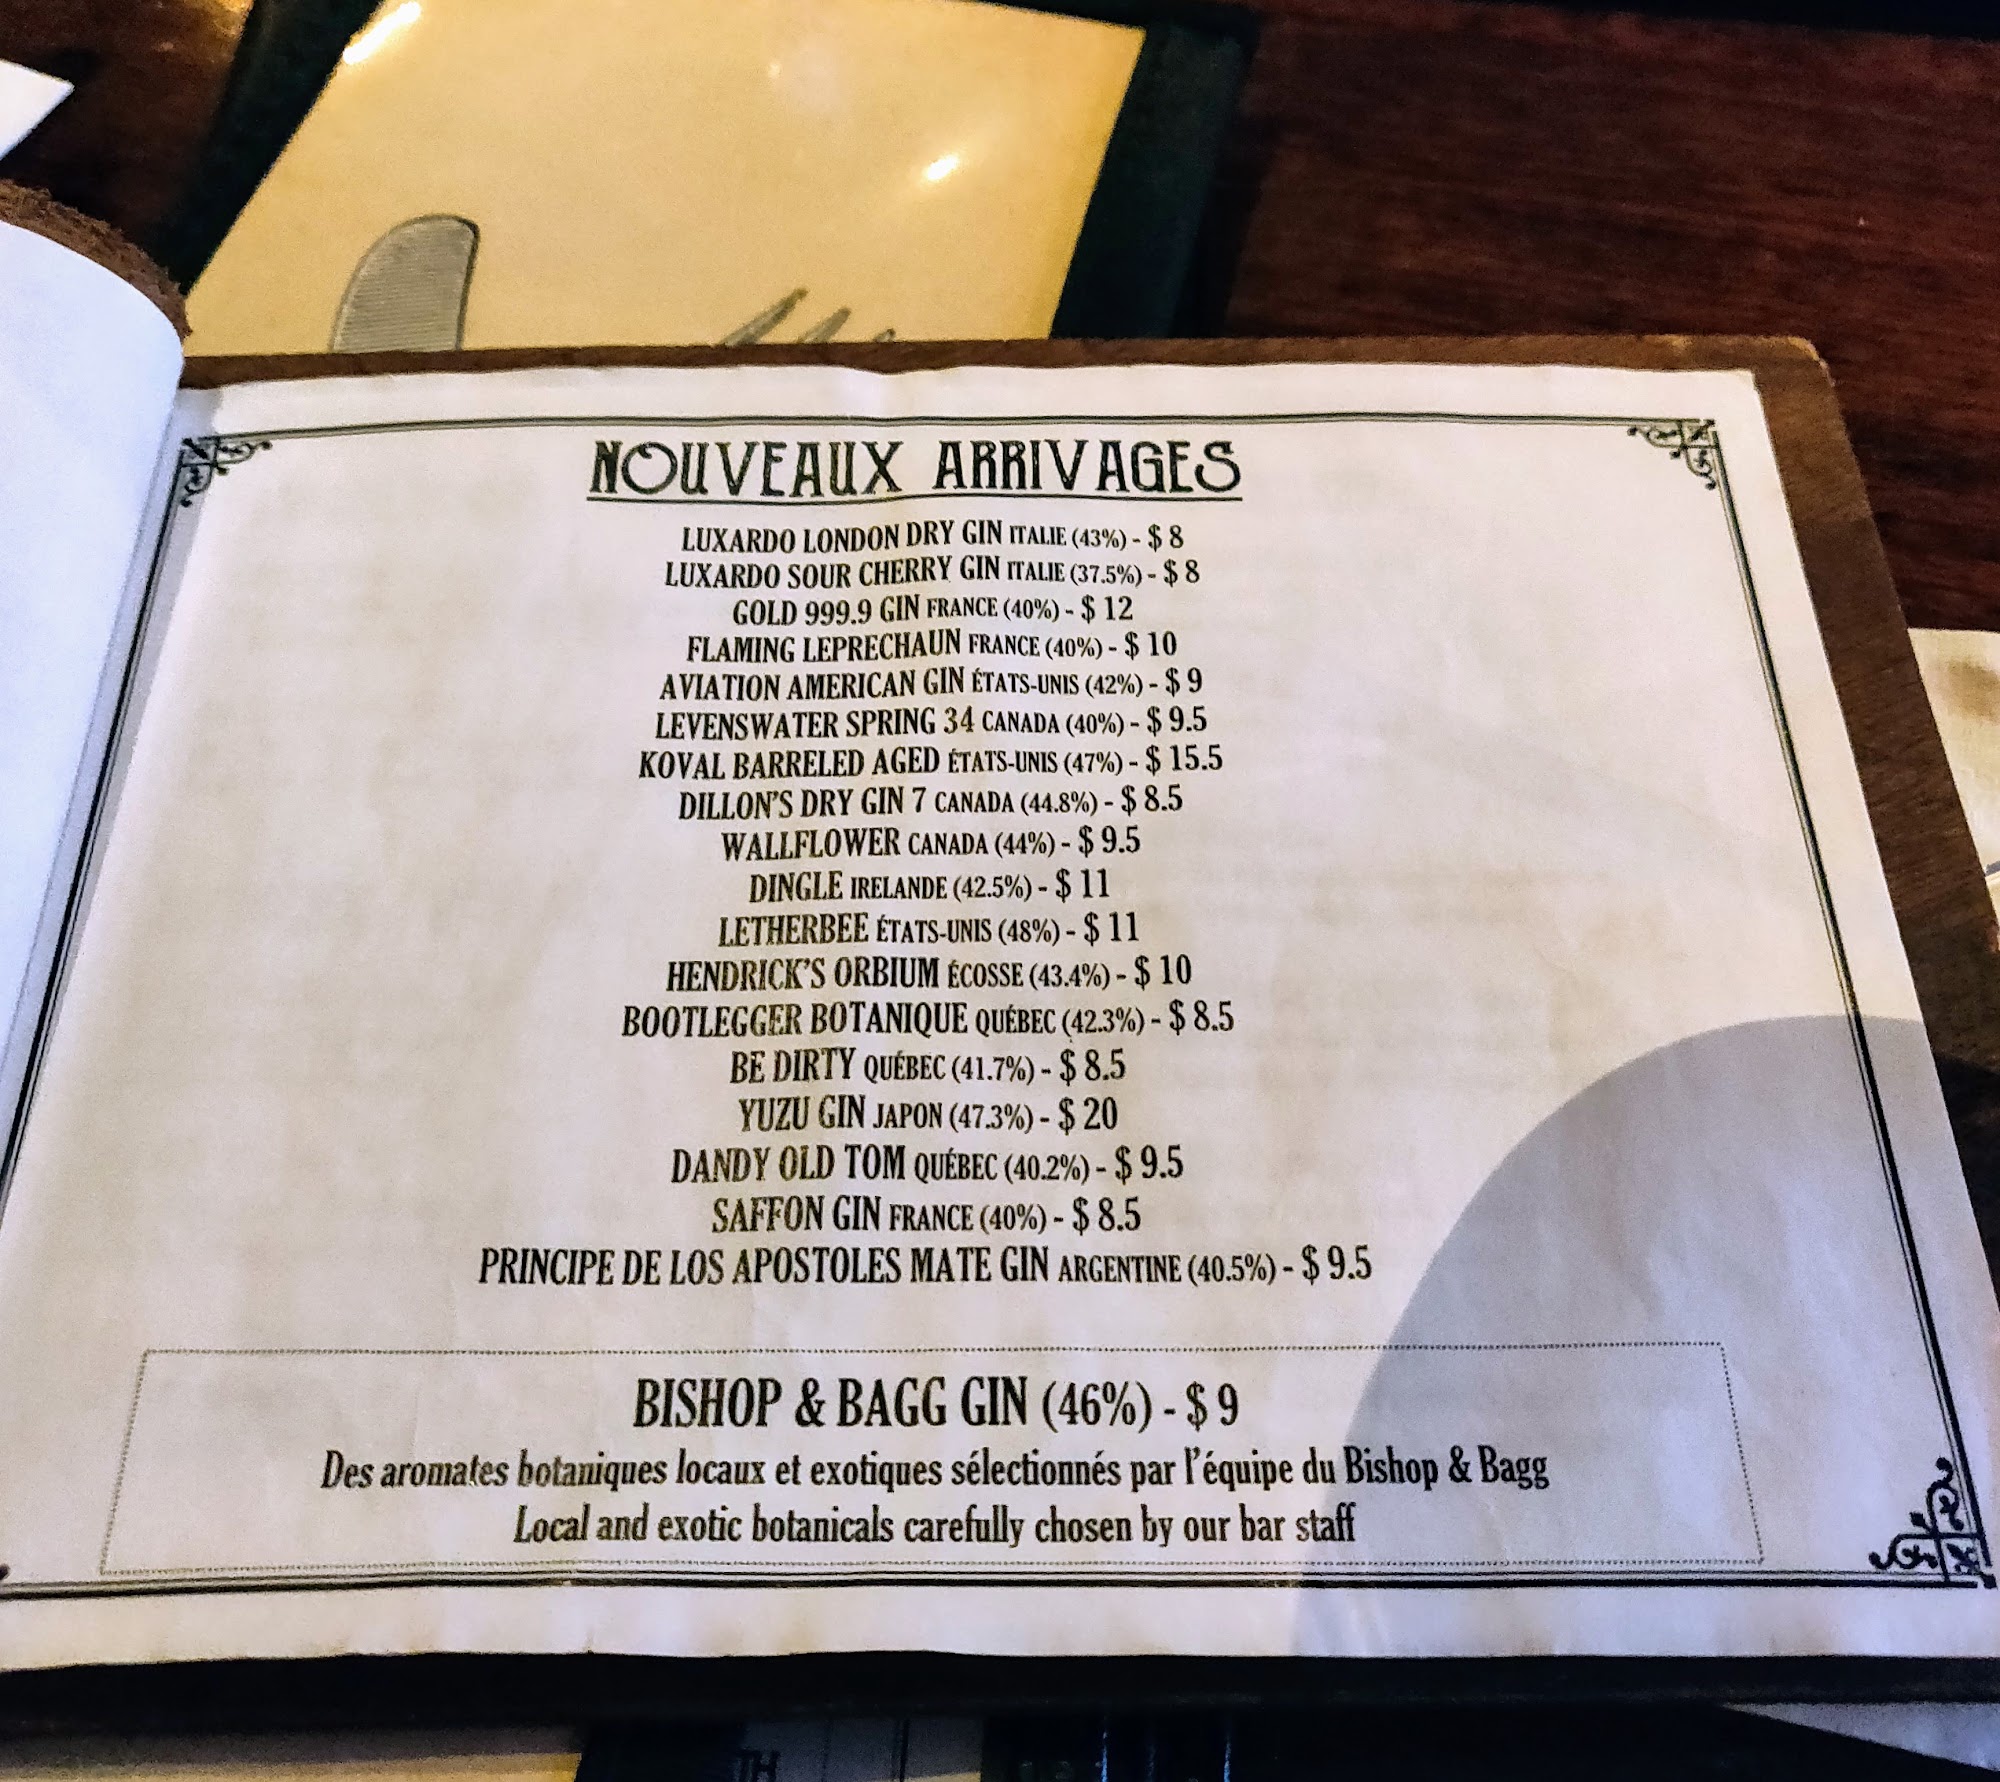 NOUVEAUX ARRIVAGES
LUXARDO LONDON DRY GIN ITALIE (43%) - $ 8
LUXARDO SOUR CHERRY GIN ITALIE (37.5%) - $ 8
GOLD 999.9 GIN FRANCE (40%) - $ 12
FLAMING LEPRECHAUN FRANCE (40%) - $ 10
AVIATION AMERICAN GIN ÉTATS-UNIS (42%) - $ 9
LEVENSWATER SPRING 34 CANADA (40%) - $ 9.5
KOVAL BARRELED AGED ÉTATS-UNIS (47%) - $ 15.5
DILLON'S DRY GIN 7 CANADA (44.8%) - $ 8.5
WALLFLOWER CANADA (44%) - $ 9.5
DINGLE IRELANDE (42.5%) - $ 11
LETHERBEE ÉTATS-UNIS (48%) - $ 11
HENDRICK'S ORBIUM ÉCOSSE (43.4%) - $ 10
BOOTLEGGER BOTANIQUE QUÉBEC (42.3%) - $ 8.5
BE DIRTY QUÉBEC (41.7%) - $ 8.5
YUZU GIN JAPON (47.3%) - $ 20
DANDY OLD TOM QUÉBEC (40.2%) - $ 9.5
SAFFON GIN FRANCE (40%) - $ 8.5
PRINCIPE DE LOS APOSTOLES MATE GIN ARGENTINE (40.5%) - $ 9.5
BISHOP & BAGG GIN (46%) - $ 9
Des aromates botaniques locaux et exotiques sélectionnés par l'équipe du Bishop & Bagg
Local and exotic botanicals carefully chosen by our bar staff